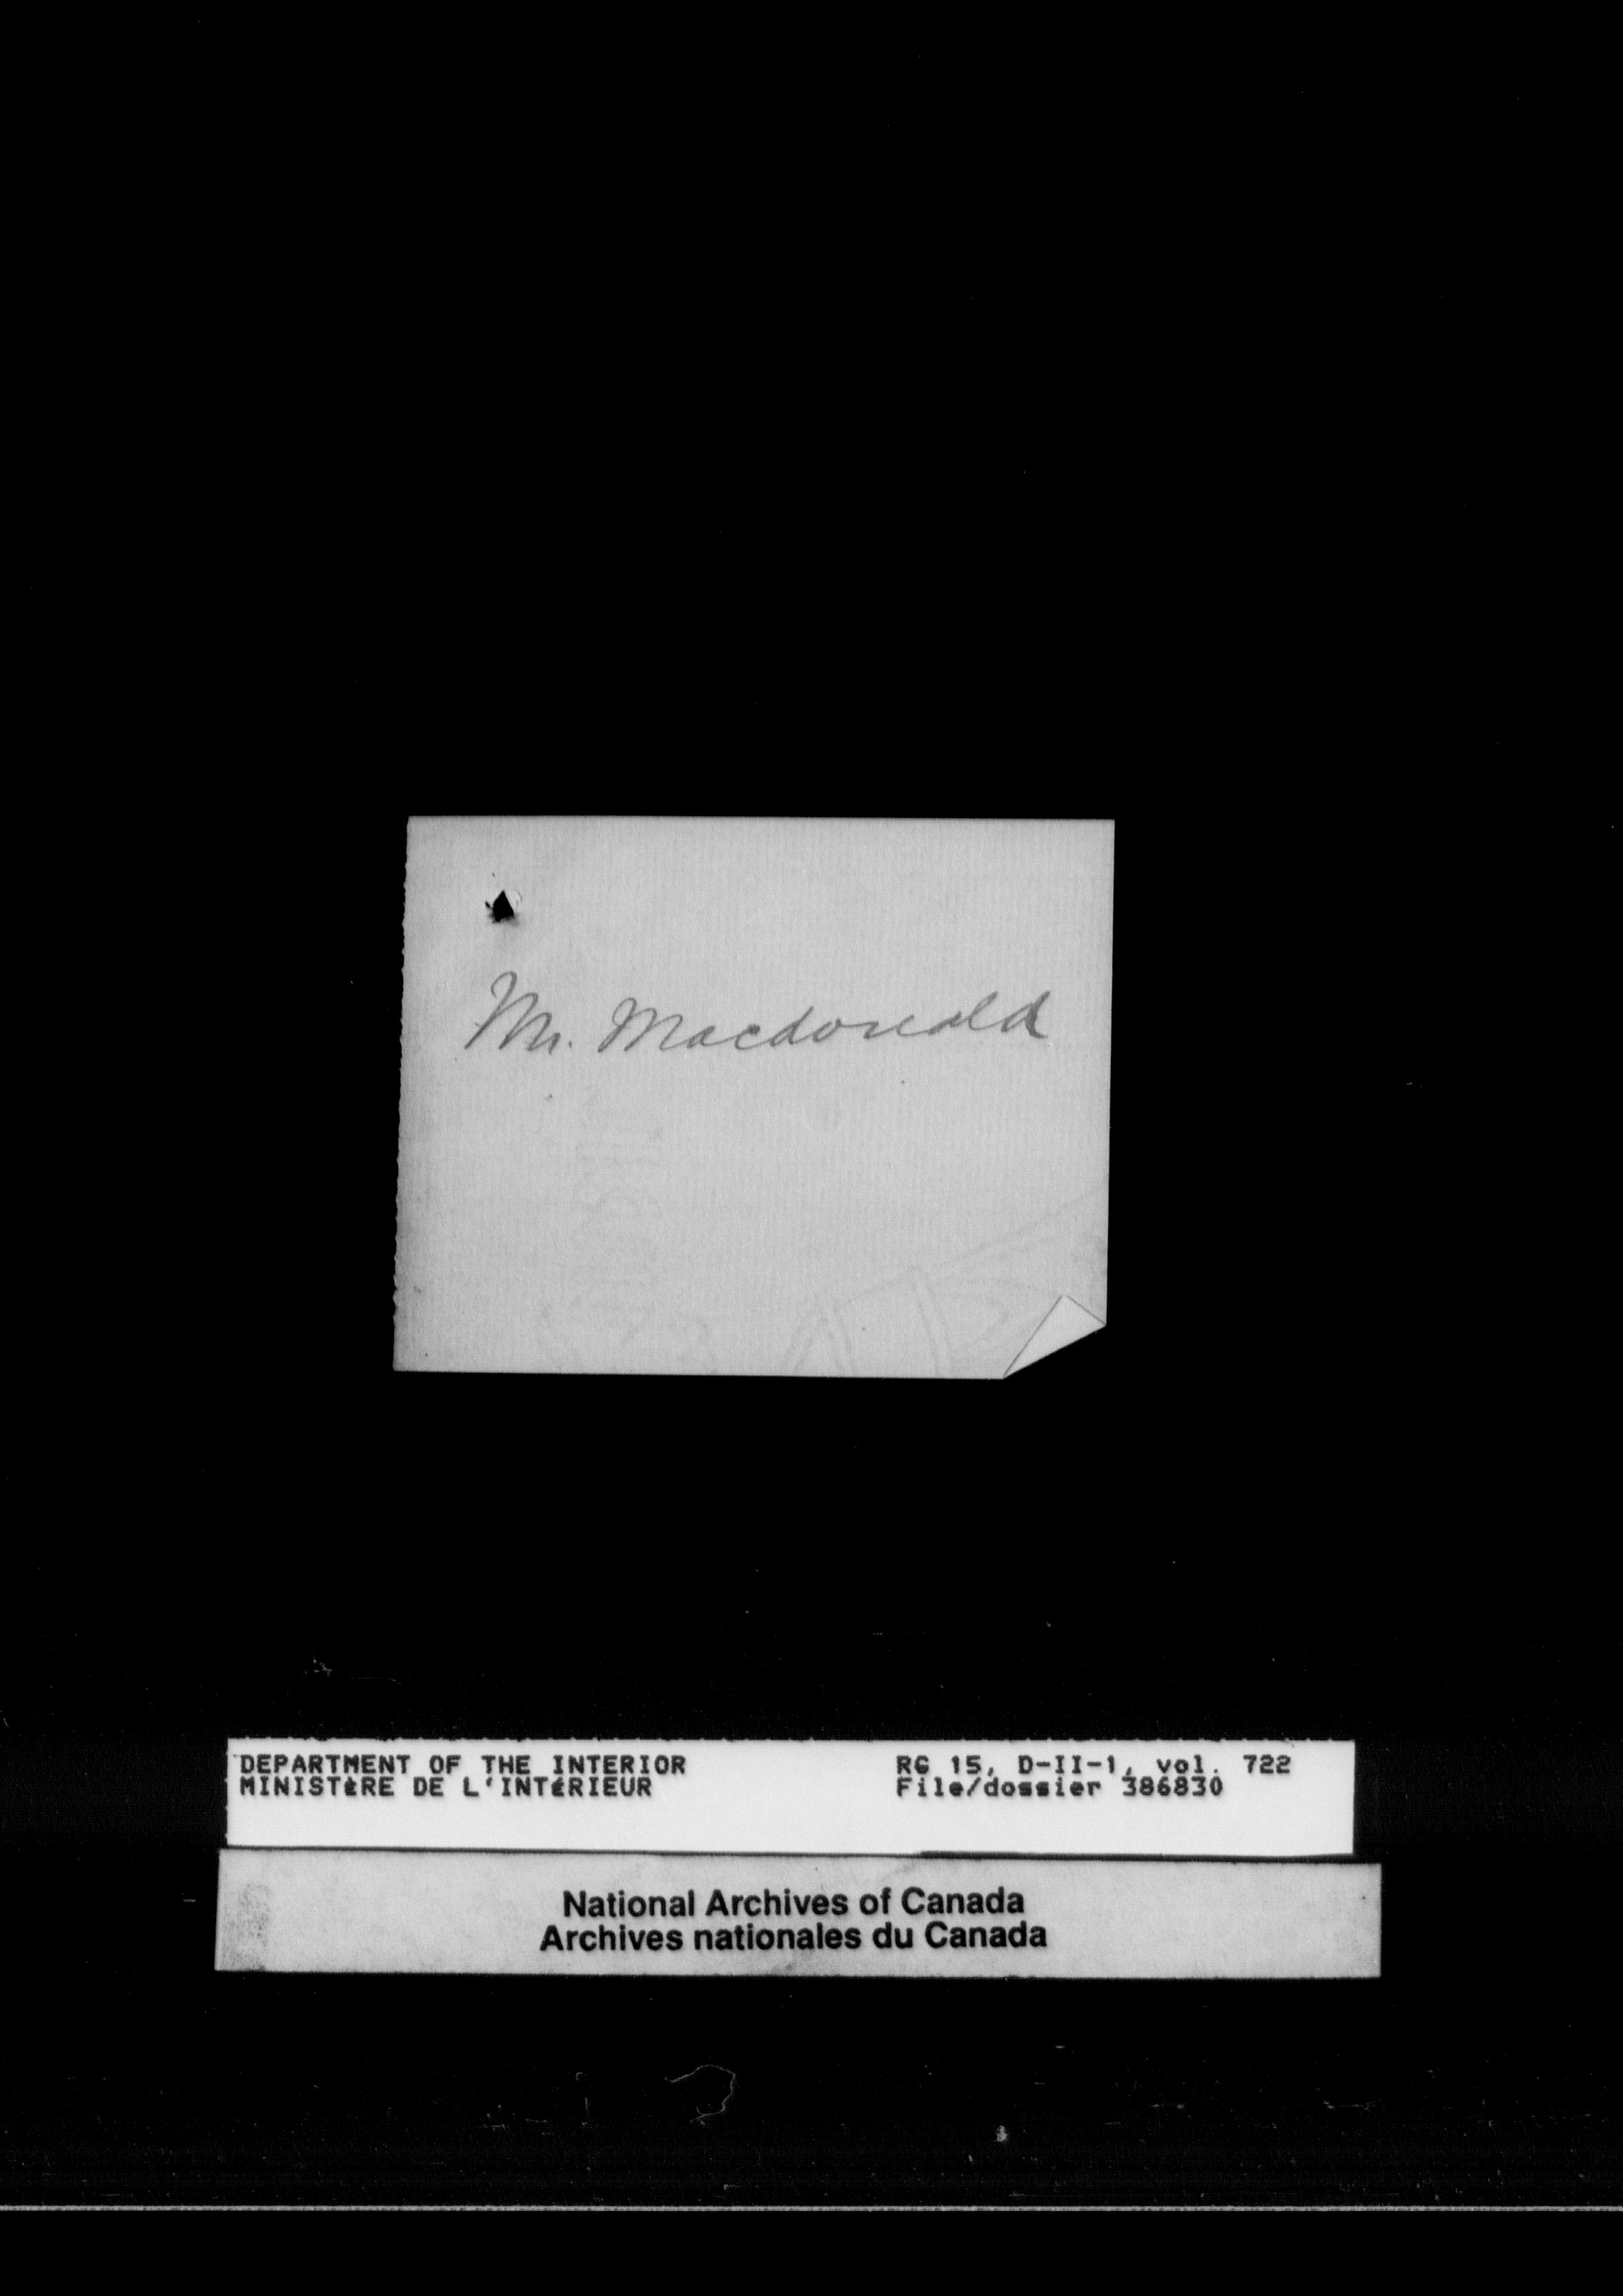 Mr. Macdonald
DEPARTMENT OF THE INTERIOR
MINISTÈRE DE L'INTÉRIEUR
RG 15, D-II-1, vol. 722
File/dossier 386830
National Archives of Canada
Archives nationales du Canada